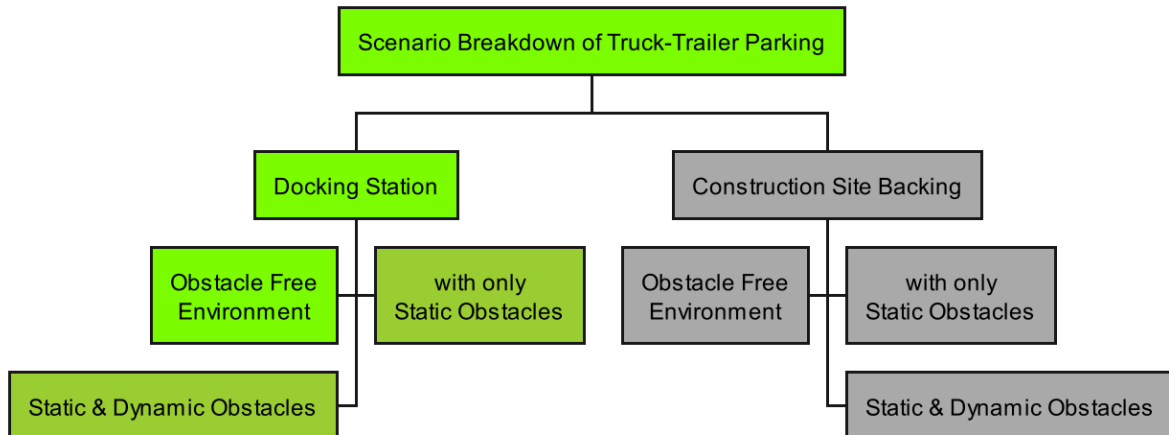 Scenario Breakdown of Truck-Trailer Parking
Docking Station
Construction Site Backing
Obstacle Free
Environment
with only
Static Obstacles
Obstacle Free
Environment
with only
Static Obstacles
Static & Dynamic Obstacles
Static & Dynamic Obstacles